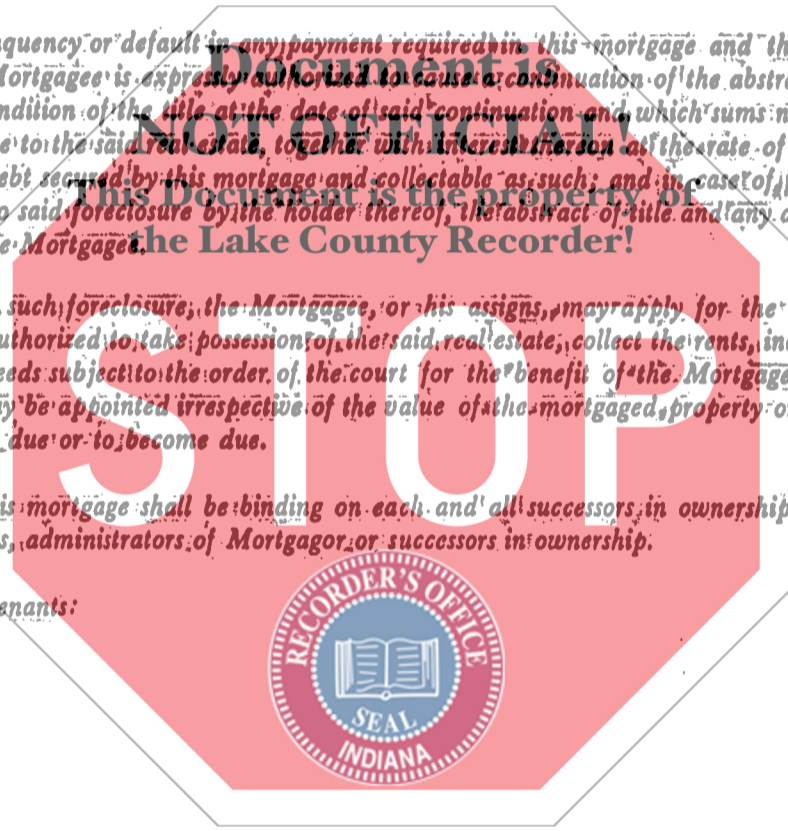 quency or default in any payment required in this mortgage and th
Document is
Mortgagee is expressly authorized to cause a continuation of the abstra
ndition of the title at the date of said continuation and which sums m
NOT OFFICIAL!
e to the said real estate, together with interest at the rate of
ebt secured by this mortgage and collectable as such; and in case of
This Document is the property of
o said foreclosure by the holder thereof, the abstract of title and any
the Lake County Recorder!
e Mortgagee.
such foreclosure, the Mortgagee, or his assigns, may apply for the
uthorized to take possession of the said real estate, collect the rents, in
eds subject to the order of the court for the benefit of the Mortgage
y be appointed irrespective of the value of the mortgaged property o
due or to become due.
STOP
is mortgage shall be binding on each and all successors in ownership
s, administrators of Mortgagor or successors in ownership.
enants:
RECORDER'S OFFICE
SEAL
INDIANA